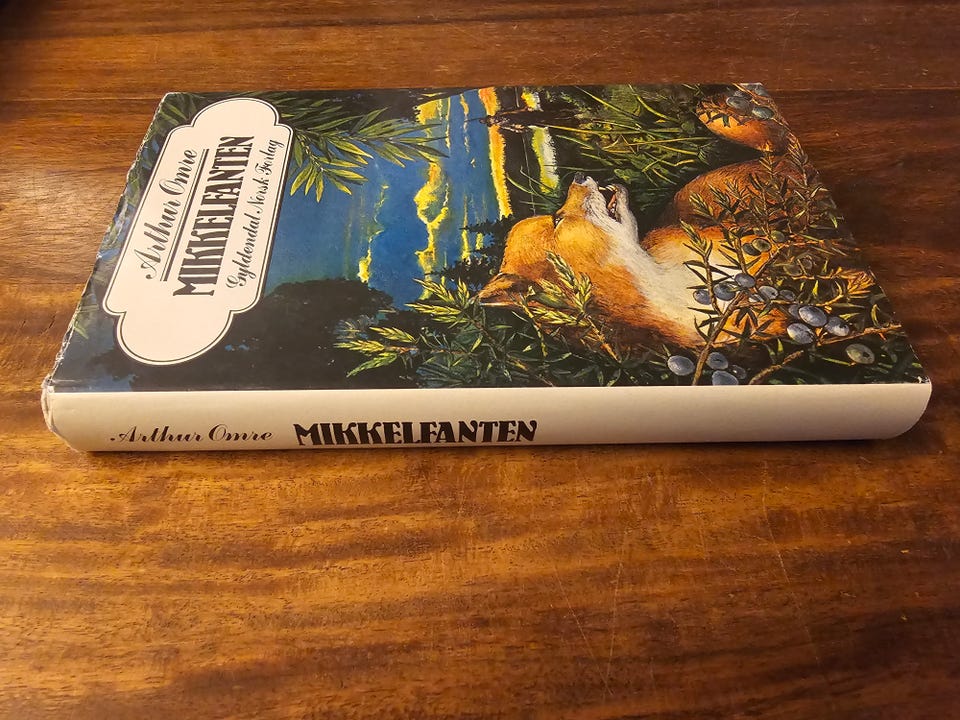 Arthur Omre
MIKKELFANTEN
Gyldendal Norsk Forlag
Arthur Omre MIKKELFANTEN